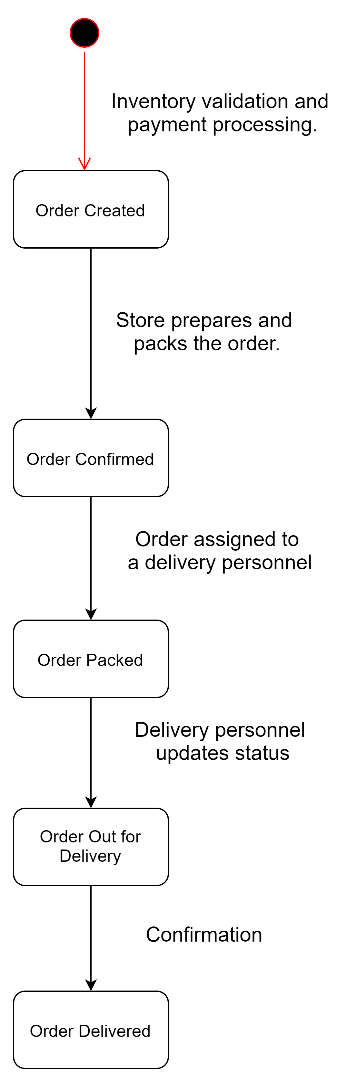 Inventory validation and
payment processing.
Order Created
Store prepares and
packs the order.
Order Confirmed
Order assigned to
a delivery personnel
Order Packed
Delivery personnel
updates status
Order Out for
Delivery
Confirmation
Order Delivered